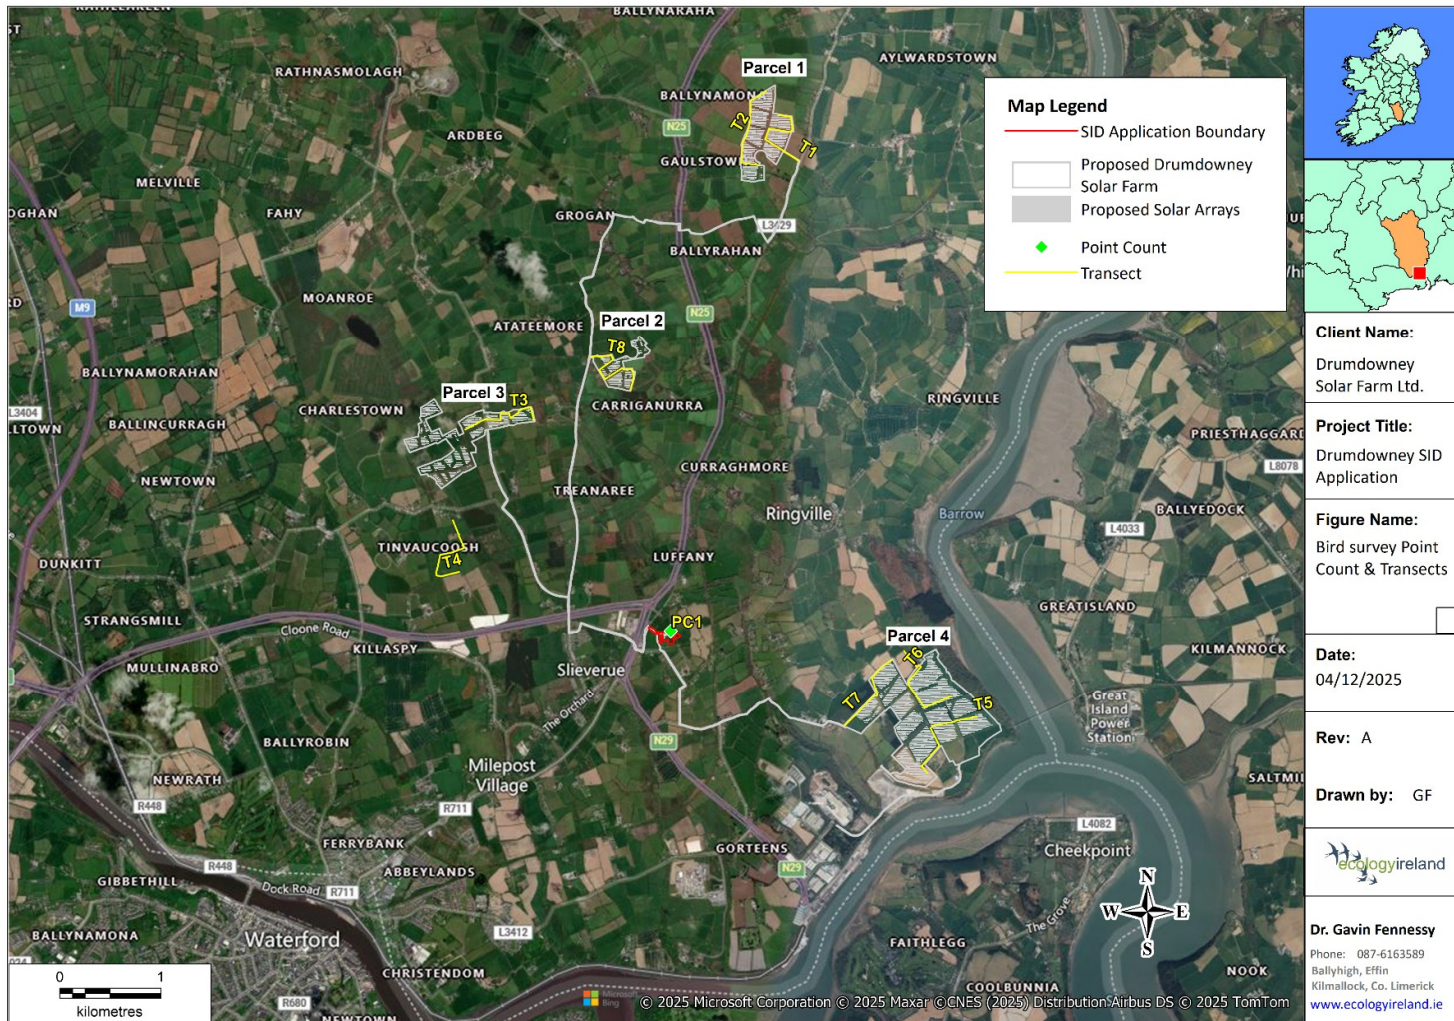 BALLYNARAHA
RATHNASMOLAGH
AYLWARDSTOWN
Parcel 1
BALLYNAMONA
N25
T2
T1
ARDBEG
GAULSTOWN
MELVILLE
FAHY
GROGAN
L3429
BALLYRAHAN
MOANROE
M9
ATATEEMORE
Parcel 2
N25
T8
BALLYNAMORAHAN
Parcel 3
T3
CHARLESTOWN
CARRIGANURRA
RINGVILLE
L3404
BALLINCURRAGH
PRIESTHAGGARD
L8078
CURRAGHMORE
NEWTOWN
TREANAREE
Ringville
Barrow
BALLYEDOCK
L4033
TINVAUCOOSH
T4
DUNKITT
LUFFANY
GREATISLAND
STRANGSMILL
Cloone Road
PC1
KILLASPY
Parcel 4
T6
KILMANNOCK
MULLINABRO
Slieverue
T7
T5
Great
Island
Power
Station
The Orchard
BALLYROBIN
N29
NEWRATH
Milepost
Village
R448
R711
L4082
FERRYBANK
GORTEENS
Cheekpoint
R448
ABBEYLANDS
N29
GIBBETHILL
Dock Road
R711
The Grove
BALLYNAMONA
Waterford
L3412
FAITHLEGG
CHRISTENDOM
NOOK
COOLBUNNIA
R680
NEWTOWN
Map Legend
SID Application Boundary
Proposed Drumdowney
Solar Farm
Proposed Solar Arrays
Point Count
Transect
0 1
kilometres
N
W E
S
Microsoft
Bing
© 2025 Microsoft Corporation © 2025 Maxar ©CNES (2025) Distribution Airbus DS © 2025 TomTom
Client Name:
Drumdowney
Solar Farm Ltd.
Project Title:
Drumdowney SID
Application
Figure Name:
Bird survey Point
Count & Transects
Date:
04/12/2025
Rev: A
Drawn by: GF
ecologyireland
Dr. Gavin Fennessy
Phone: 087-6163589
Ballyhigh, Effin
Kilmallock, Co. Limerick
www.ecologyireland.ie